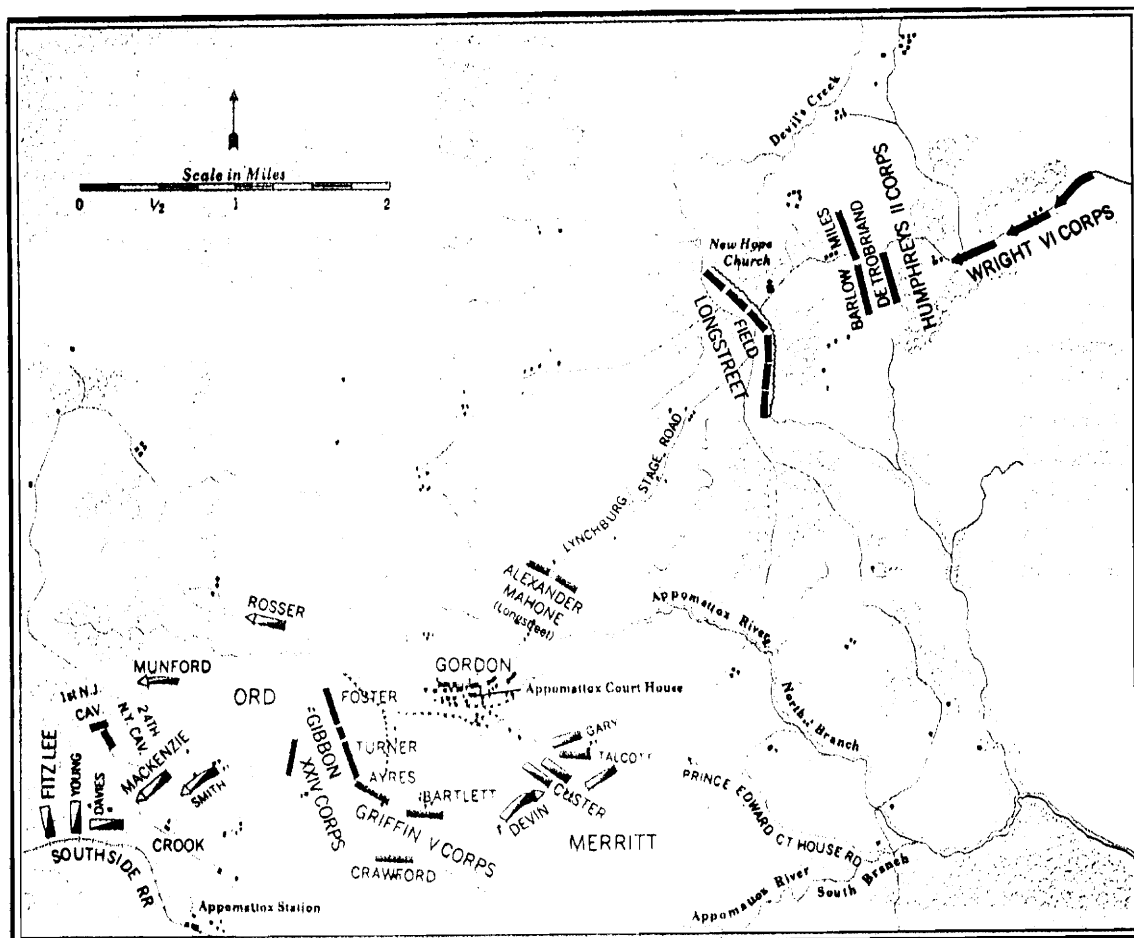 Scale in Miles
0 ½ 1 2
Devil's Creek
New Hope
Church
MILES
BARLOW
DE TROBRIAND
HUMPHREYS II CORPS
WRIGHT VI CORPS
FIELD
LONGSTREET
LYNCHBURG STAGE ROAD
ALEXANDER
MAHONE
(Longstreet)
Appomattox River
North Branch
ROSSER
MUNFORD
ORD
GORDON
Appomattox Court House
1st N.J.
CAV.
24TH
N.Y. CAV.
FOSTER
GIBBON
XXIV CORPS
TURNER
AYRES
GARY
TALCOTT
MACKENZIE
SMITH
FITZ LEE
YOUNG
DAVIES
BARTLETT
GRIFFIN V CORPS
CUSTER
DEVIN
MERRITT
PRINCE EDWARD CT HOUSE RD
CROOK
SOUTHSIDE RR
CRAWFORD
Appomattox River
South Branch
Appomattox Station